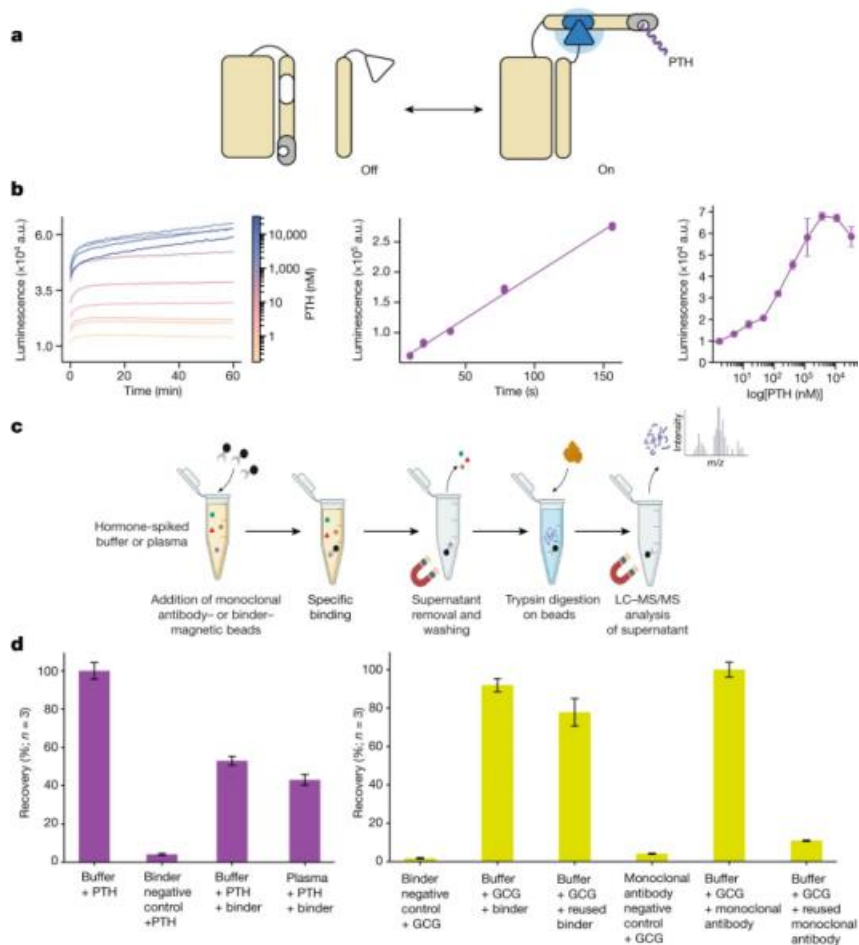 a
PTH
Off
On
b
Luminescence (×10⁴ a.u.)
6.0
3.5
1.0
0
30
60
Time (min)
10,000
1,000
10
1
PTH (nM)
Luminescence (×10⁵ a.u.)
2.5
2.0
1.5
1.0
0
50
100
150
Time (s)
Luminescence (×10⁴ a.u.)
7
6
5
4
3
2
1
0
10¹
10²
10³
10⁴
log[PTH (nM)]
c
Intensity
m/z
Hormone-spiked
buffer or plasma
Addition of monoclonal
antibody– or binder–
magnetic beads
Specific
binding
Supernatant
removal and
washing
Trypsin digestion
on beads
LC–MS/MS
analysis
of supernatant
d
Recovery (%; n = 3)
100
80
60
40
20
0
Buffer
+ PTH
Binder
negative
control
+PTH
Buffer
+ PTH
+ binder
Plasma
+ PTH
+ binder
Recovery (%; n = 3)
100
80
60
40
20
0
Binder
negative
control
+ GCG
Buffer
+ GCG
+ binder
Buffer
+ GCG
+ reused
binder
Monoclonal
antibody
negative
control
+ GCG
Buffer
+ GCG
+ monoclonal
antibody
Buffer
+ GCG
+ reused
monoclonal
antibody